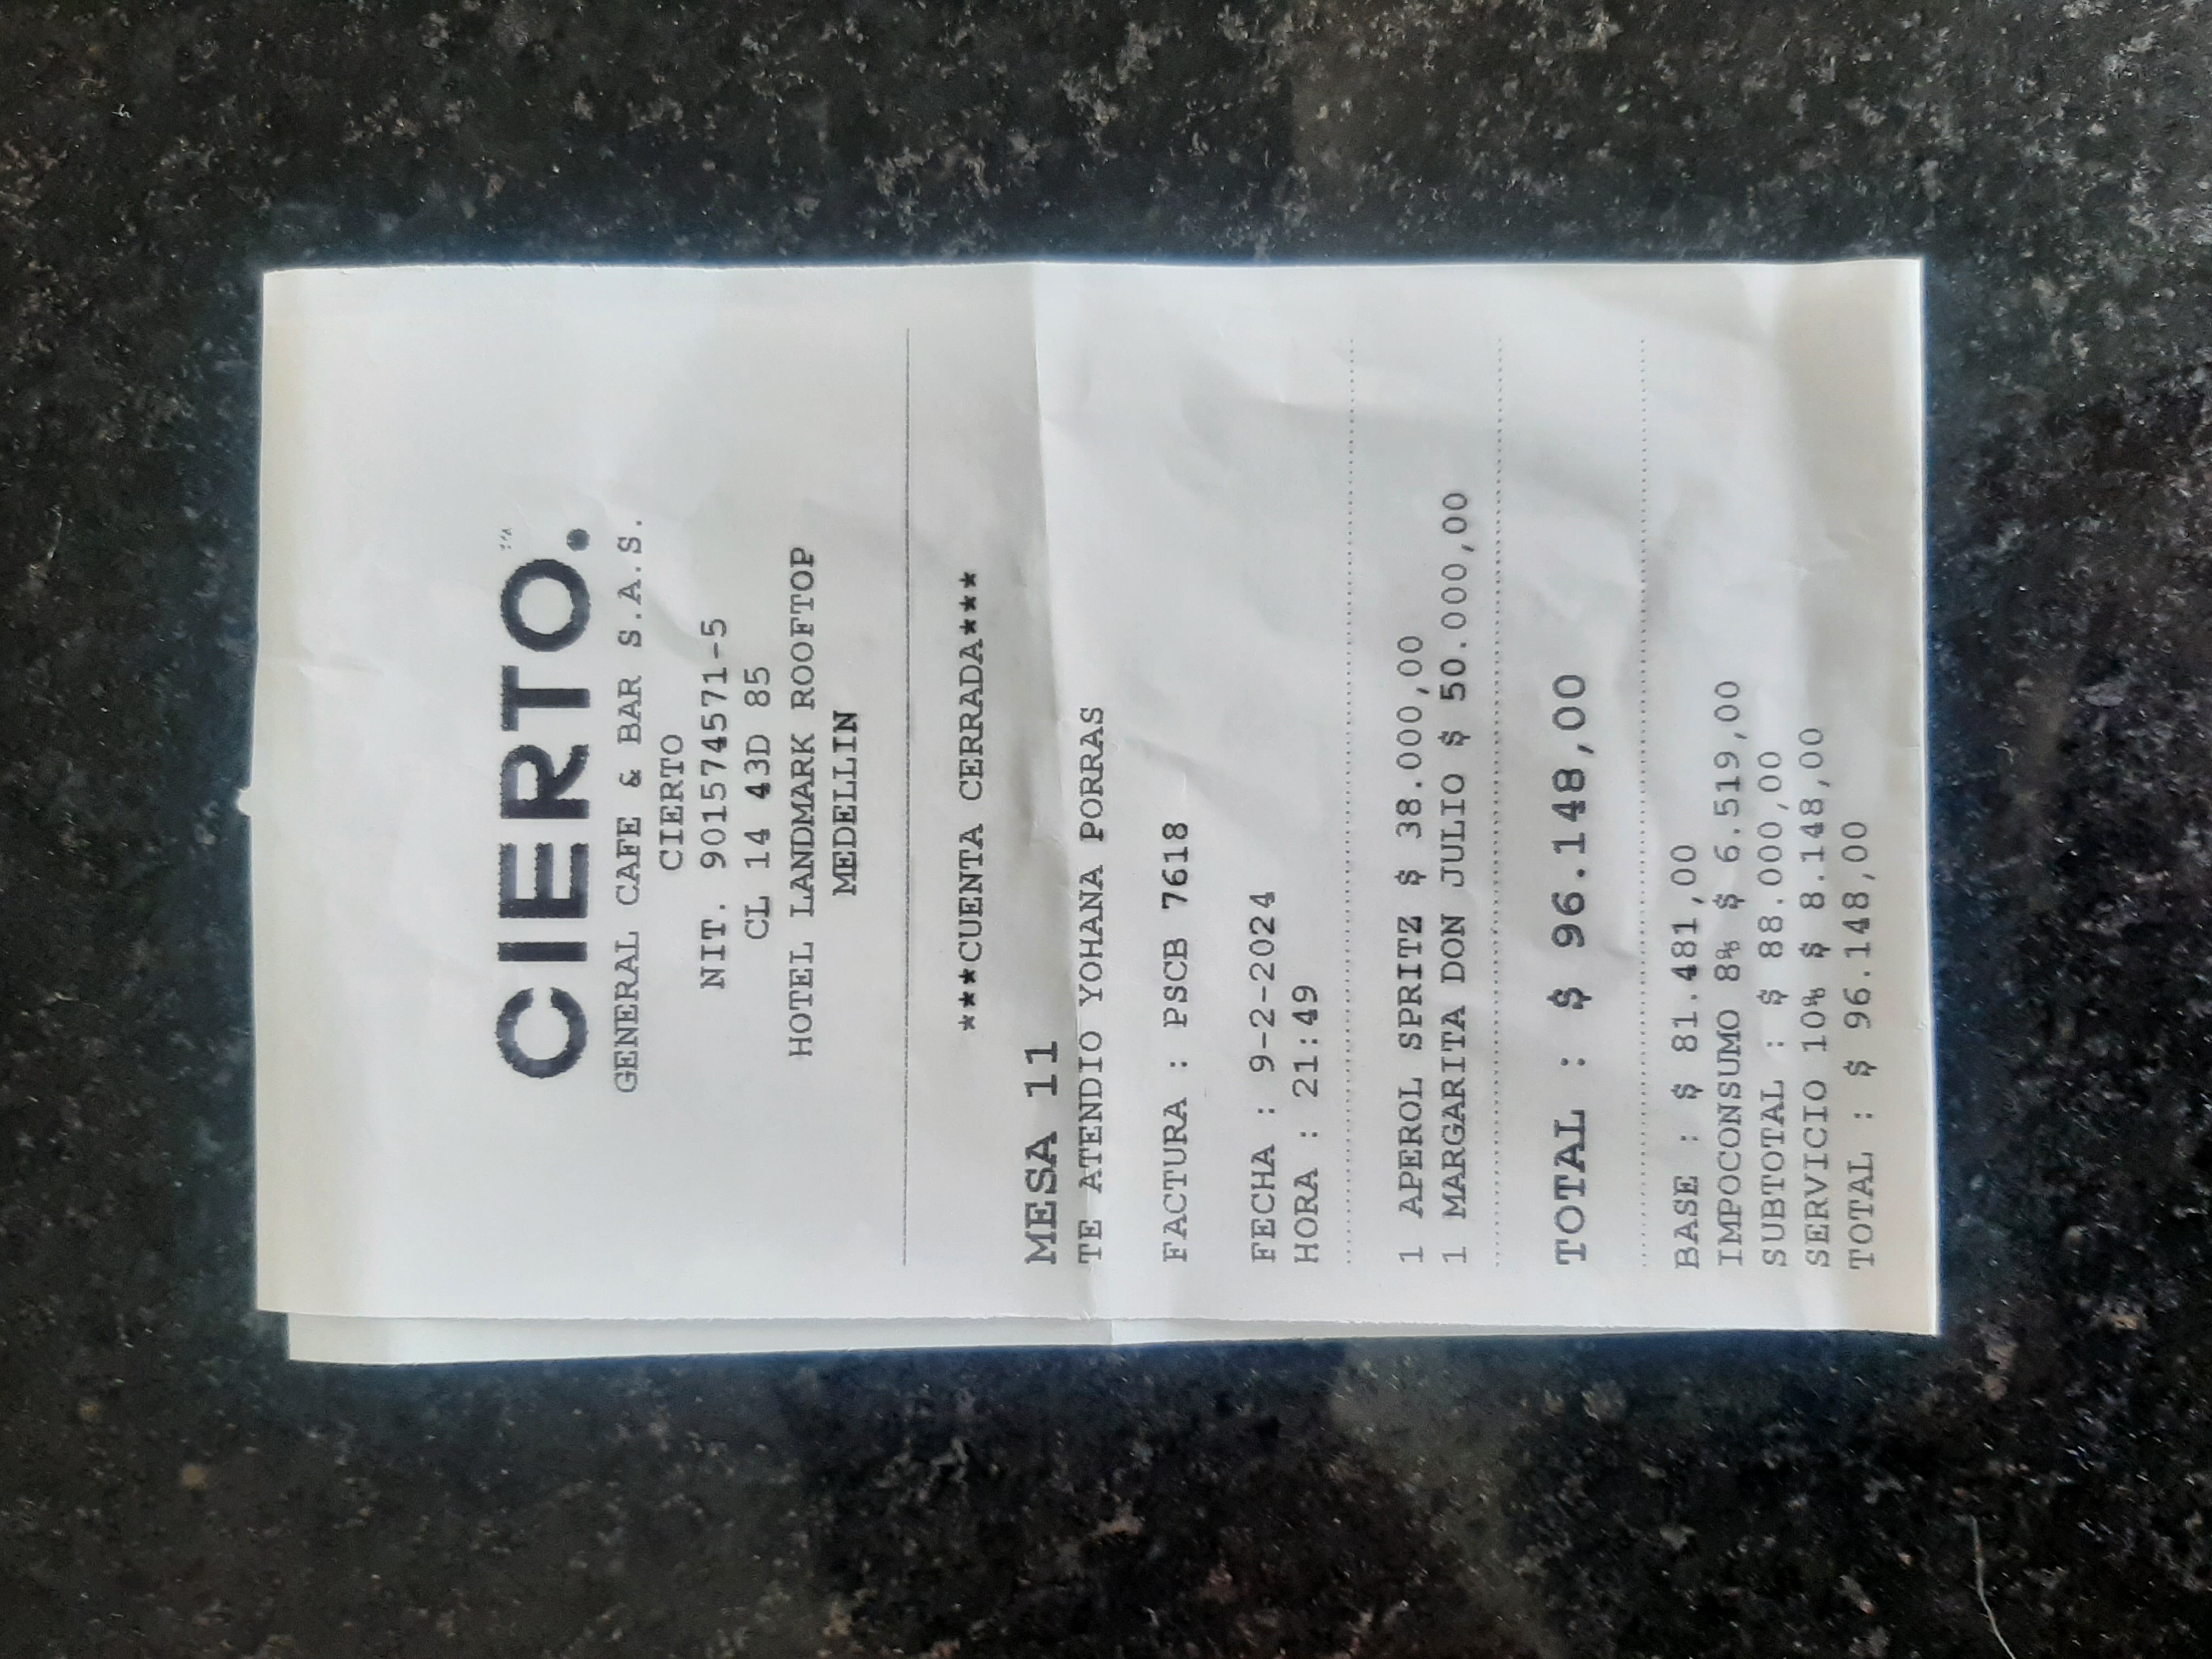 CIERTO.
GENERAL CAFE & BAR S.A.S.
CIERTO
NIT. 901574571-5
CL 14 43D 85
HOTEL LANDMARK ROOFTOP
MEDELLIN
***CUENTA CERRADA***
MESA 11
TE ATENDIO YOHANA PORRAS
FACTURA : PSCB 7618
FECHA : 9-2-2024
HORA : 21:49
1 APEROL SPRITZ $ 38.000,00
1 MARGARITA DON JULIO $ 50.000,00
TOTAL : $ 96.148,00
BASE : $ 81.481,00
IMPOCONSUMO 8% $ 6.519,00
SUBTOTAL : $ 88.000,00
SERVICIO 10% $ 8.148,00
TOTAL : $ 96.148,00